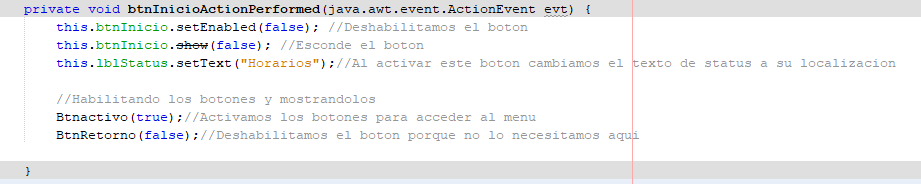 private void btnInicioActionPerformed(java.awt.event.ActionEvent evt) {
this.btnInicio.setEnabled(false); //Deshabilitamos el boton
this.btnInicio.show(false); //Esconde el boton
this.lblStatus.setText("Horarios");//Al activar este boton cambiamos el texto de status a su localizacion
//Habilitando los botones y mostrandolos
Btnactivo(true);//Activamos los botones para acceder al menu
BtnRetorno(false);//Deshabilitamos el boton porque no lo necesitamos aqui
}